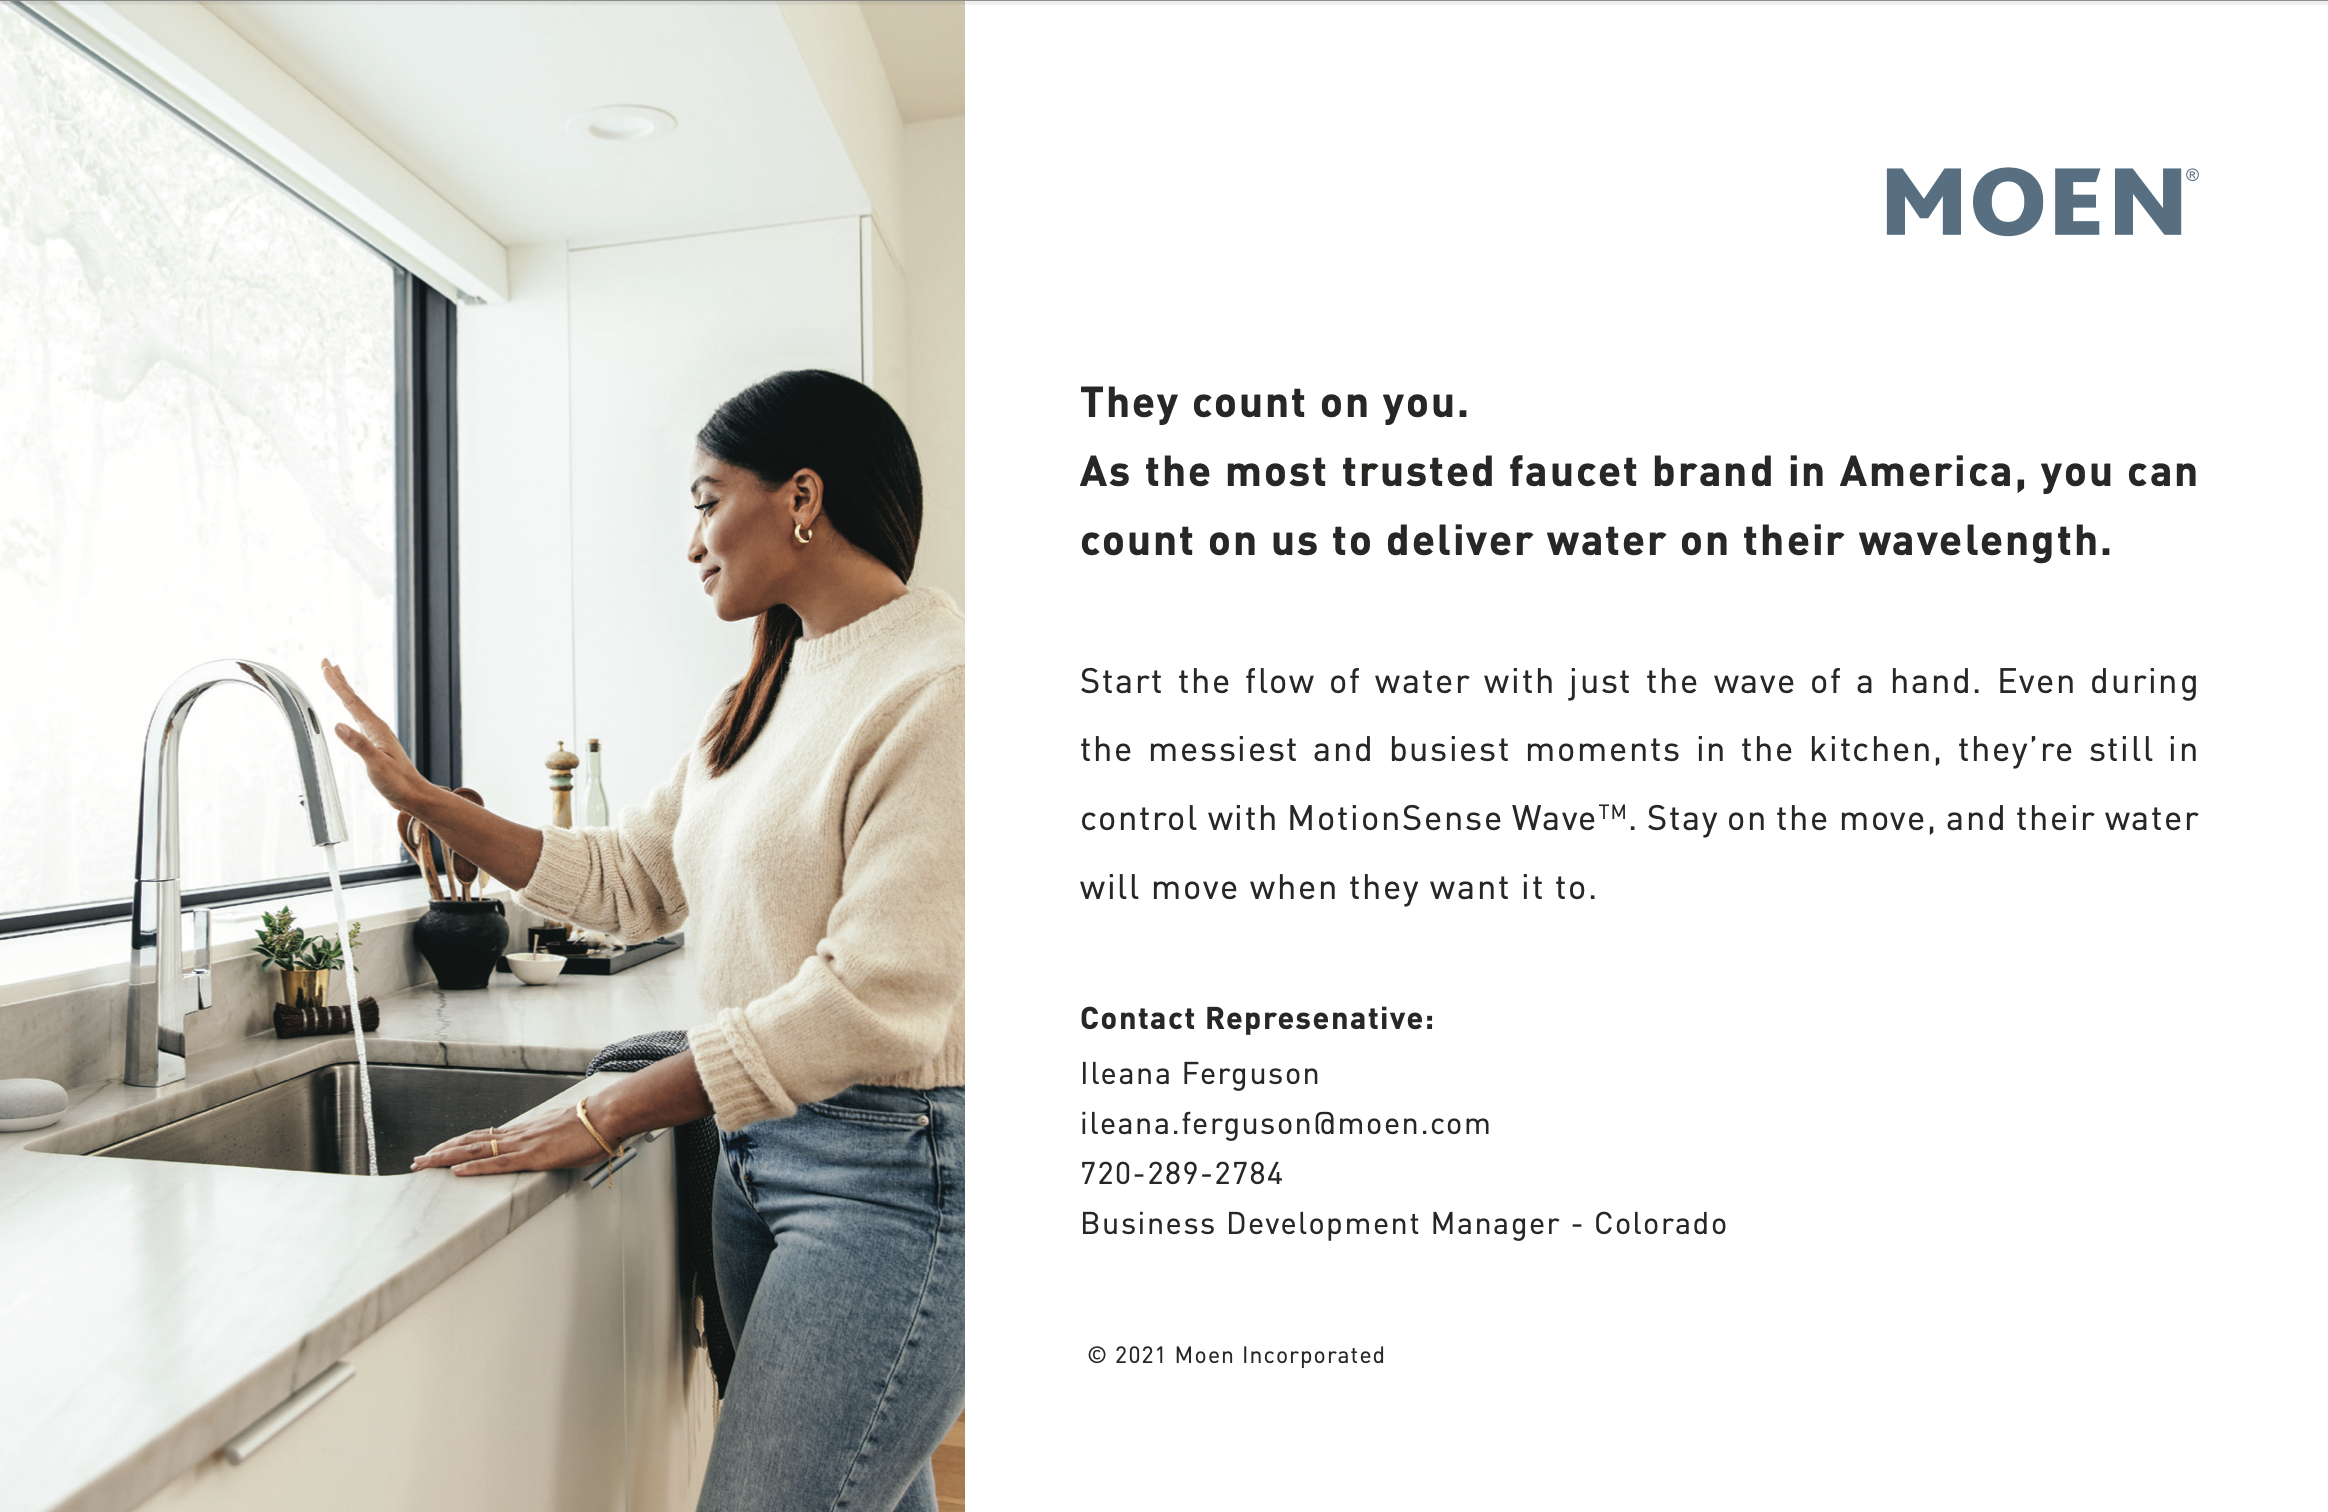 MOEN®
They count on you.
As the most trusted faucet brand in America, you can
count on us to deliver water on their wavelength.
Start the flow of water with just the wave of a hand. Even during
the messiest and busiest moments in the kitchen, they’re still in
control with MotionSense Wave™. Stay on the move, and their water
will move when they want it to.
Contact Represenative:
Ileana Ferguson
ileana.ferguson@moen.com
720-289-2784
Business Development Manager - Colorado
© 2021 Moen Incorporated